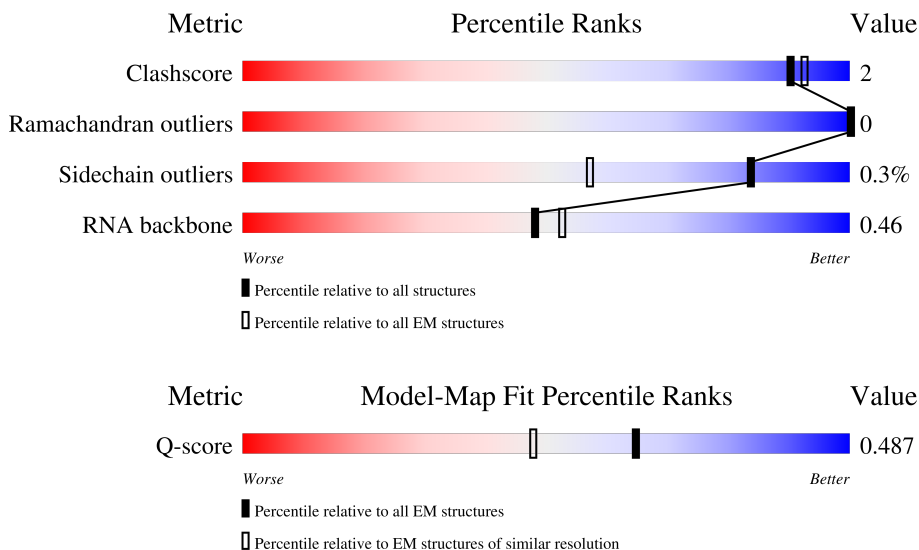 Metric Percentile Ranks Value
Clashscore 2
Ramachandran outliers 0
Sidechain outliers 0.3%
RNA backbone 0.46
Worse Better
Percentile relative to all structures
Percentile relative to all EM structures
Metric Model-Map Fit Percentile Ranks Value
Q-score 0.487
Worse Better
Percentile relative to all EM structures
Percentile relative to EM structures of similar resolution